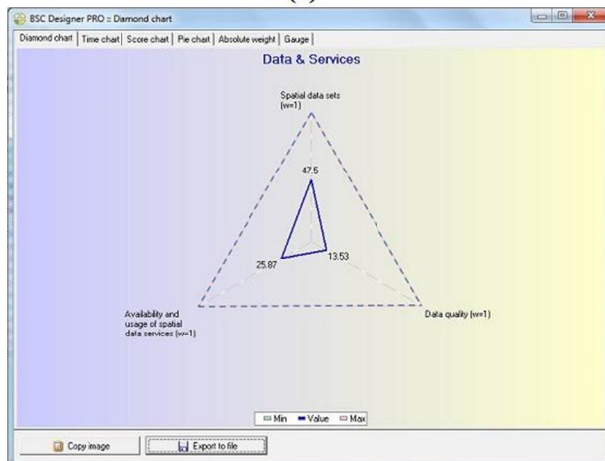 BSC Designer PRO :: Diamond chart
Diamond chart Time chart Score chart Pie chart Absolute weight Gauge
Data & Services
Spatial data sets
(w=1)
47.5
25.87 13.53
Availability and
usage of spatial
data services (w=1)
Data quality (w=1)
Min Value Max
Copy image Export to file